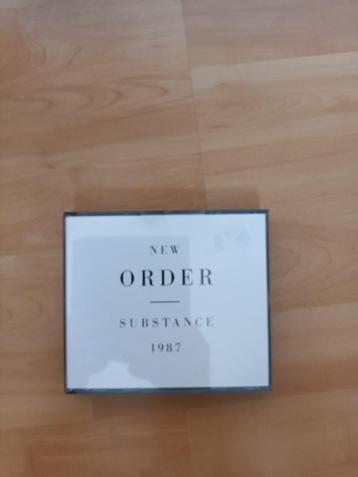 NEW
ORDER
SUBSTANCE
1987